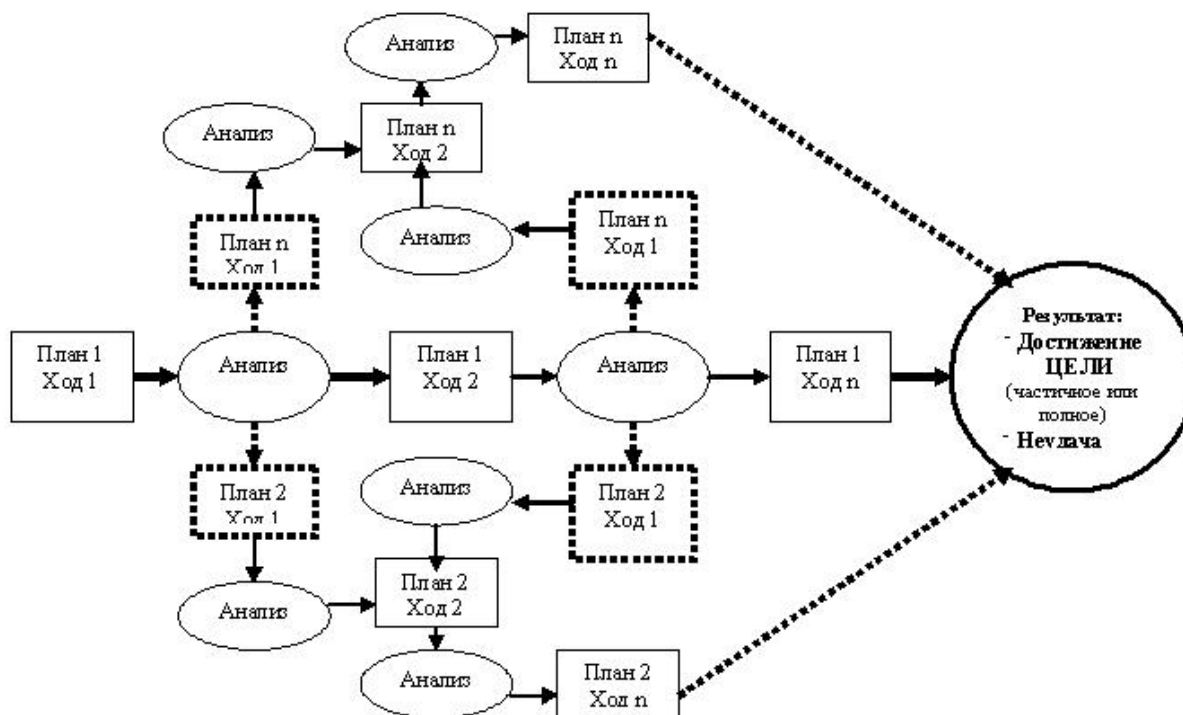 Анализ
План n
Ход n
Анализ
План n
Ход 2
План n
Ход 1
Анализ
План n
Ход 1
План 1
Ход 1
Анализ
План 1
Ход 2
Анализ
План 1
Ход n
Результат:
- Достижение
ЦЕЛИ
(частичное или
полное)
- Неудача
План 2
Ход 1
Анализ
План 2
Ход 1
Анализ
План 2
Ход 2
Анализ
План 2
Ход n